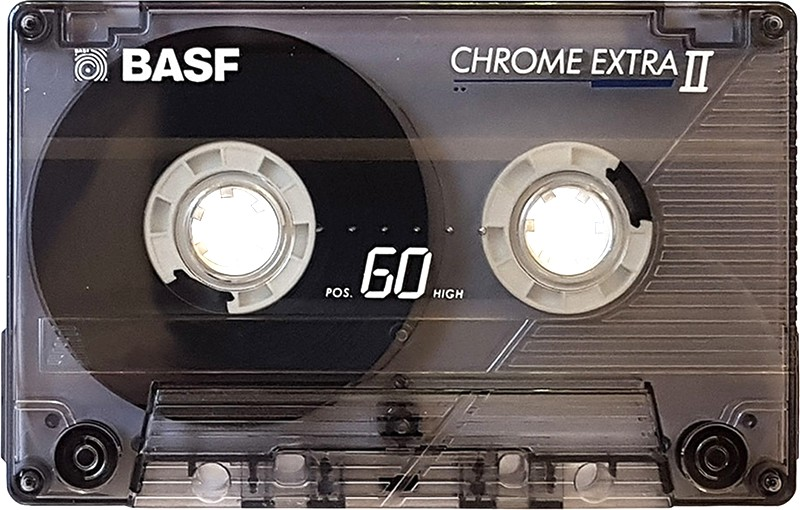 BASF
CHROME EXTRA II
POS. 60 HIGH